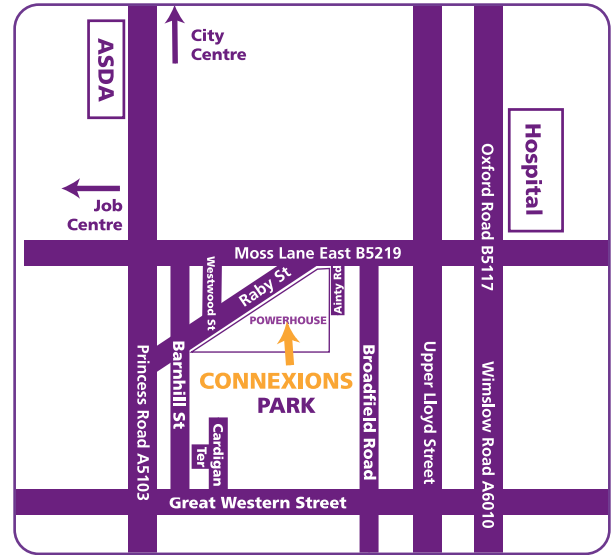 City
Centre
ASDA
Hospital
Oxford Road B5117
Job
Centre
Moss Lane East B5219
Westwood St
Raby St
Ainty Rd
POWERHOUSE
Princess Road A5103
Barnhill St
CONNEXIONS
PARK
Broadfield Road
Upper Lloyd Street
Wimslow Road A6010
Cardigan
Ter
Great Western Street